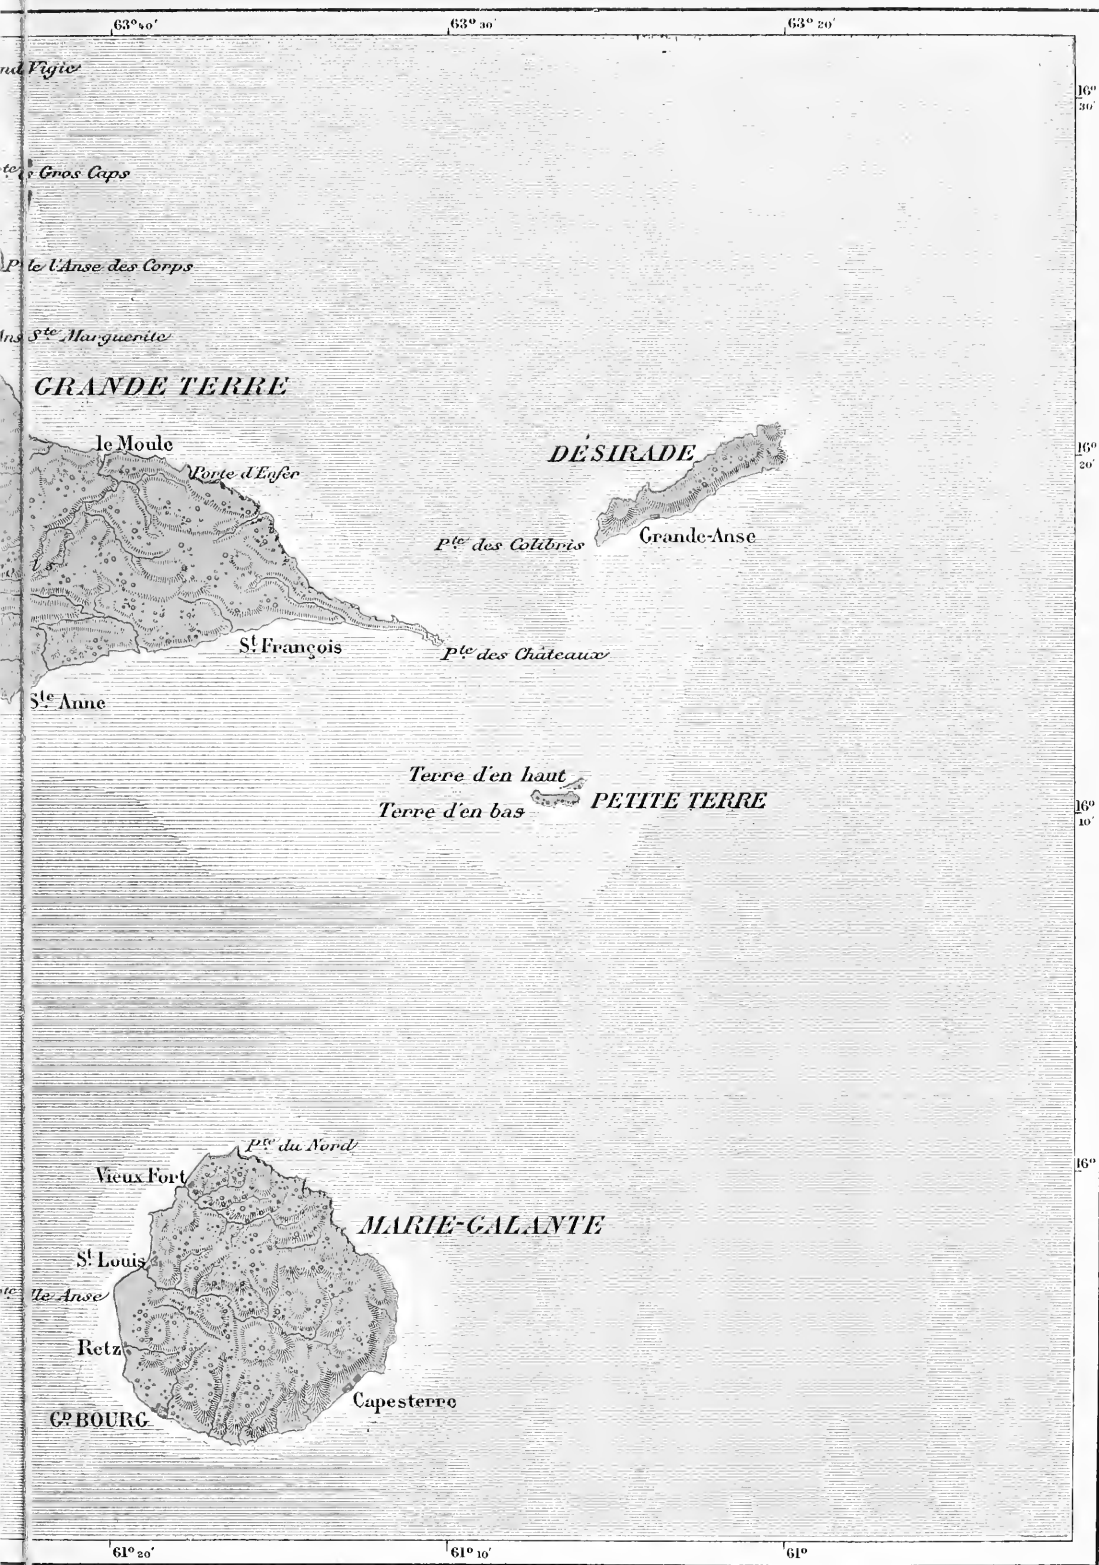 63° 40'
63° 30'
63° 20'
Vigie
16° 30'
Gros Caps
l'Anse des Corps
Ste Marguerite
GRANDE TERRE
le Moule
Porte d'Enfer
DÉSIRADE
16° 20'
Pte des Colibris
Grande-Anse
St François
Pte des Châteaux
Ste Anne
Terre d'en haut
Terre d'en bas
PETITE TERRE
16° 10'
Pte du Nord
Vieux Fort
16°
MARIE-GALANTE
St Louis
Anse
Retz
Capesterre
Gd BOURG
61° 20'
61° 10'
61°